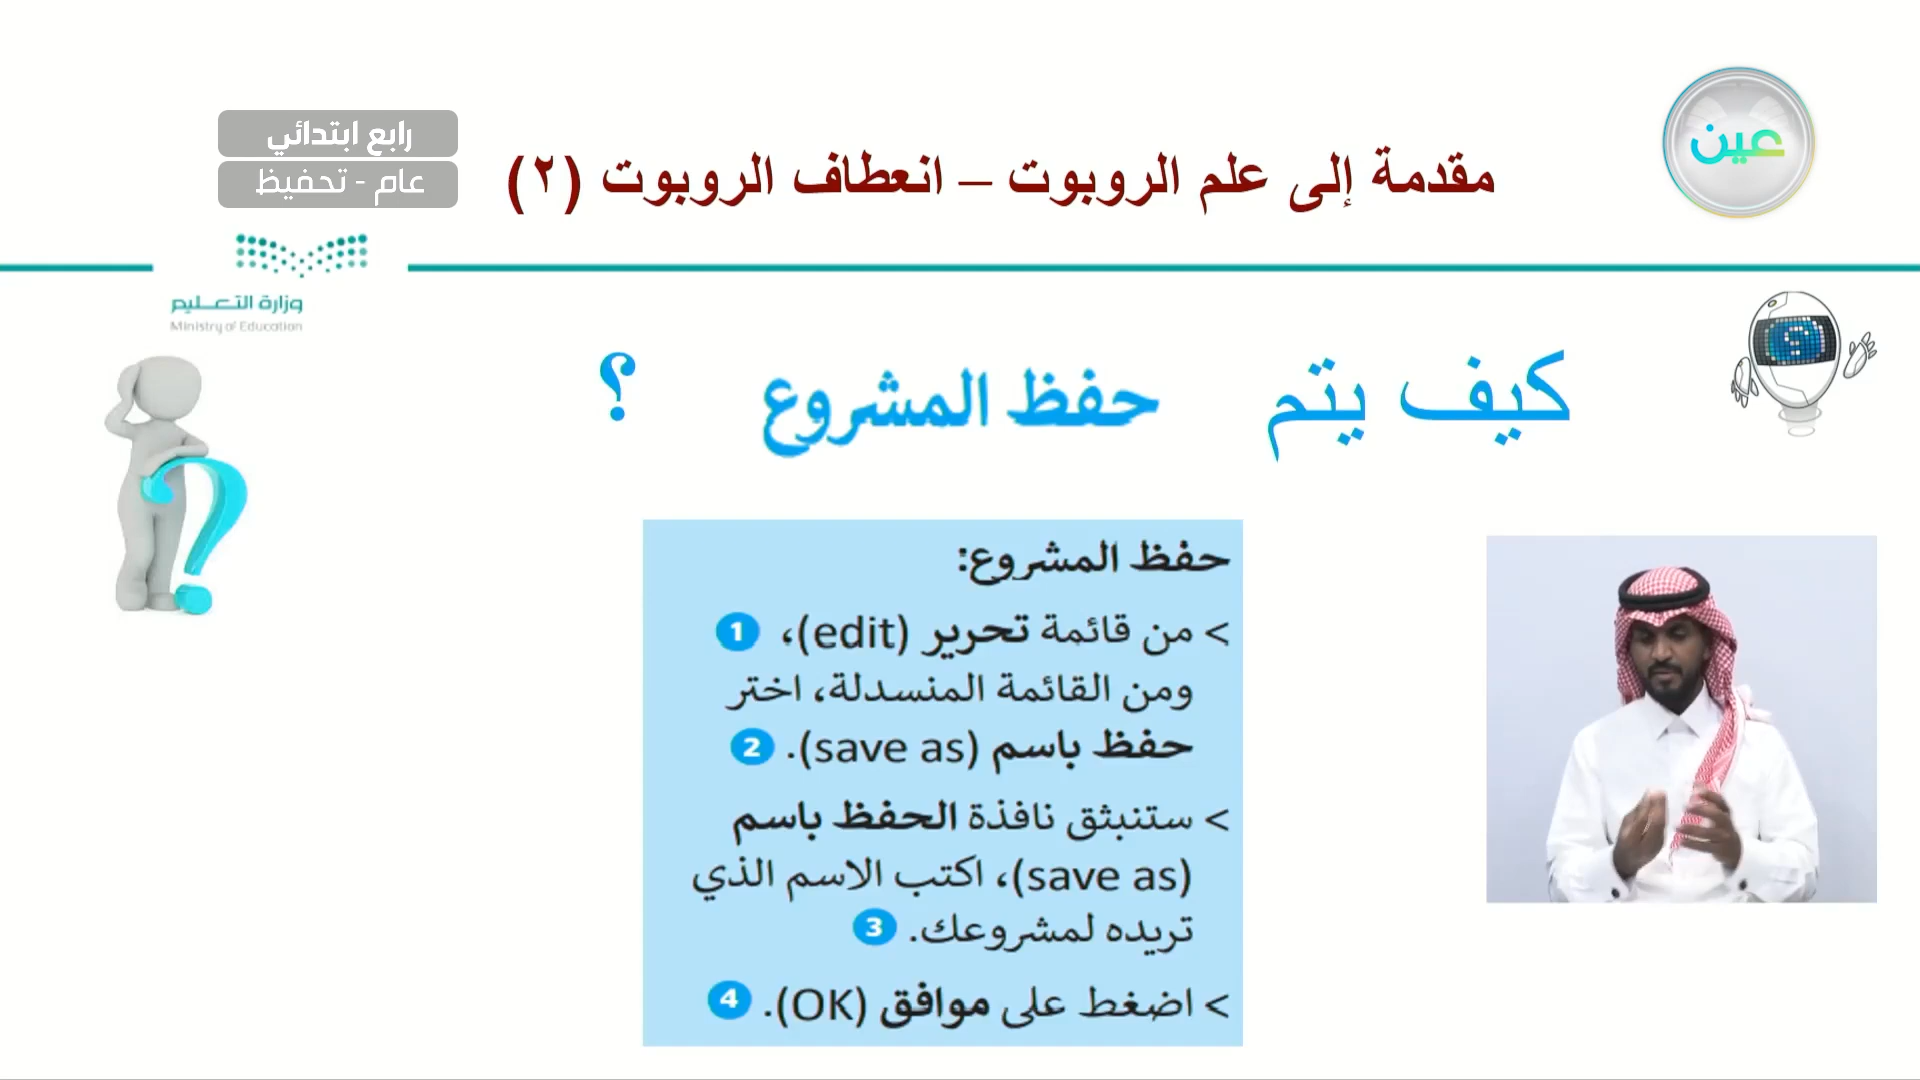 عين
رابع ابتدائي
عام - تحفيظ
مقدمة إلى علم الروبوت – انعطاف الروبوت (٢)
وزارة التعليم
Ministry of Education
كيف يتم حفظ المشروع ؟
حفظ المشروع:
> من قائمة تحرير (edit)، 1
ومن القائمة المنسدلة، اختر
حفظ باسم (save as). 2
> ستنبثق نافذة الحفظ باسم
(save as)، اكتب الاسم الذي
تريده لمشروعك. 3
> اضغط على موافق (OK). 4